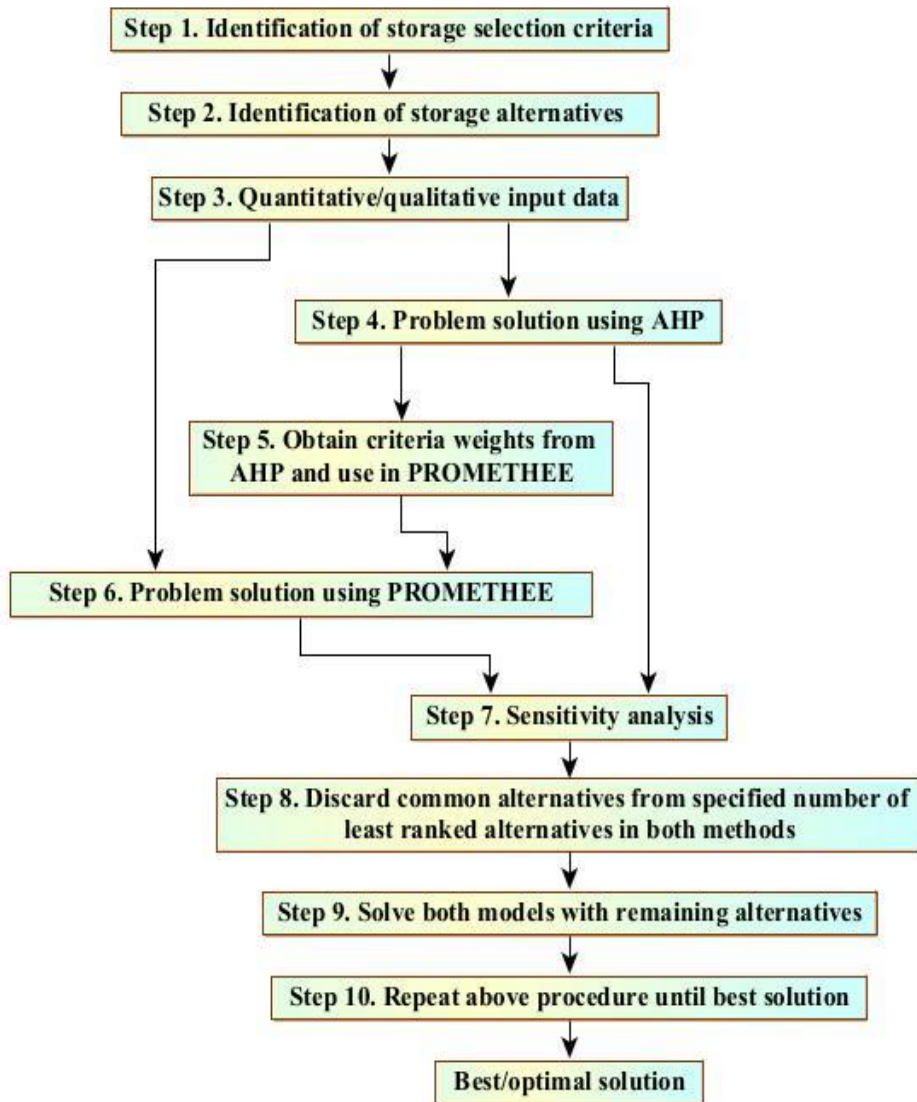 Step 1. Identification of storage selection criteria
Step 2. Identification of storage alternatives
Step 3. Quantitative/qualitative input data
Step 4. Problem solution using AHP
Step 5. Obtain criteria weights from
AHP and use in PROMETHEE
Step 6. Problem solution using PROMETHEE
Step 7. Sensitivity analysis
Step 8. Discard common alternatives from specified number of
least ranked alternatives in both methods
Step 9. Solve both models with remaining alternatives
Step 10. Repeat above procedure until best solution
Best/optimal solution